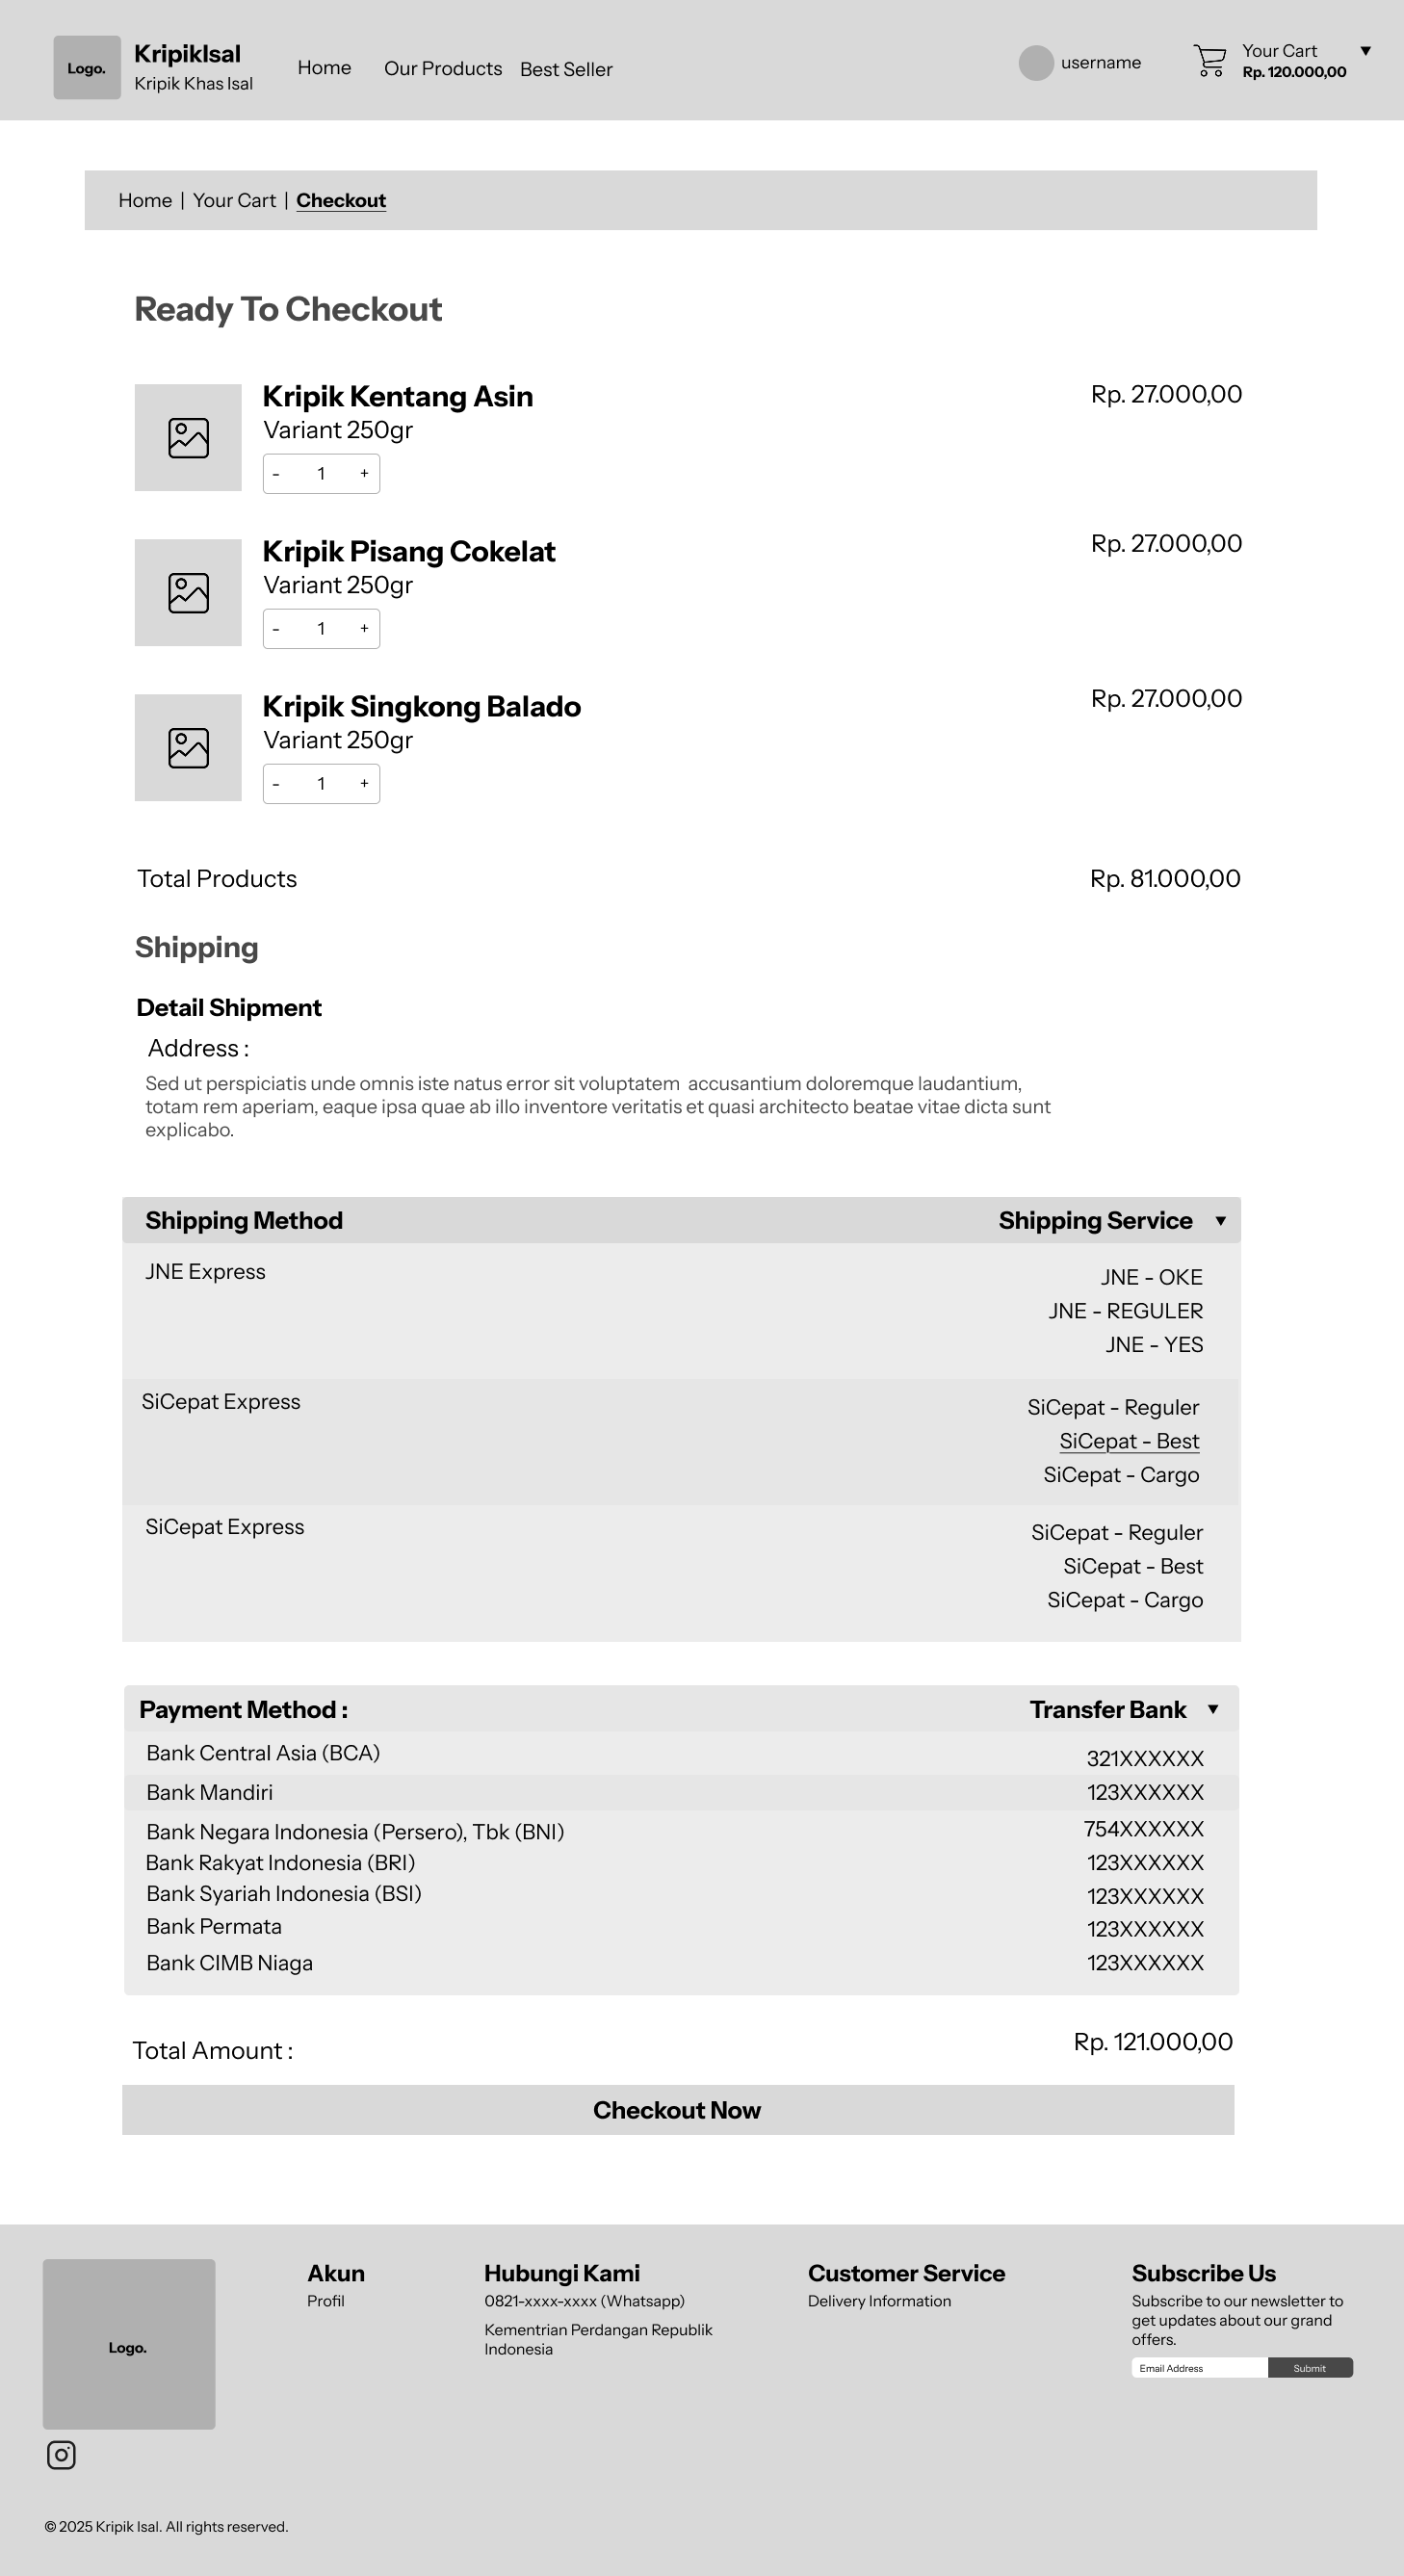 Logo.
KripikIsal
Kripik Khas Isal
Home
Our Products
Best Seller
username
Your Cart
Rp. 120.000,00
Home | Your Cart | Checkout
Ready To Checkout
Kripik Kentang Asin
Rp. 27.000,00
Variant 250gr
- 1 +
Kripik Pisang Cokelat
Rp. 27.000,00
Variant 250gr
- 1 +
Kripik Singkong Balado
Rp. 27.000,00
Variant 250gr
- 1 +
Total Products
Rp. 81.000,00
Shipping
Detail Shipment
Address :
Sed ut perspiciatis unde omnis iste natus error sit voluptatem accusantium doloremque laudantium,
totam rem aperiam, eaque ipsa quae ab illo inventore veritatis et quasi architecto beatae vitae dicta sunt
explicabo.
Shipping Method
Shipping Service
JNE Express
JNE - OKE
JNE - REGULER
JNE - YES
SiCepat Express
SiCepat - Reguler
SiCepat - Best
SiCepat - Cargo
SiCepat Express
SiCepat - Reguler
SiCepat - Best
SiCepat - Cargo
Payment Method :
Transfer Bank
Bank Central Asia (BCA)
321XXXXXX
Bank Mandiri
123XXXXXX
Bank Negara Indonesia (Persero), Tbk (BNI)
754XXXXXX
Bank Rakyat Indonesia (BRI)
123XXXXXX
Bank Syariah Indonesia (BSI)
123XXXXXX
Bank Permata
123XXXXXX
Bank CIMB Niaga
123XXXXXX
Total Amount :
Rp. 121.000,00
Checkout Now
Logo.
Akun
Profil
Hubungi Kami
0821-xxxx-xxxx (Whatsapp)
Kementrian Perdangan Republik
Indonesia
Customer Service
Delivery Information
Subscribe Us
Subscribe to our newsletter to
get updates about our grand
offers.
Email Address
Submit
© 2025 Kripik Isal. All rights reserved.